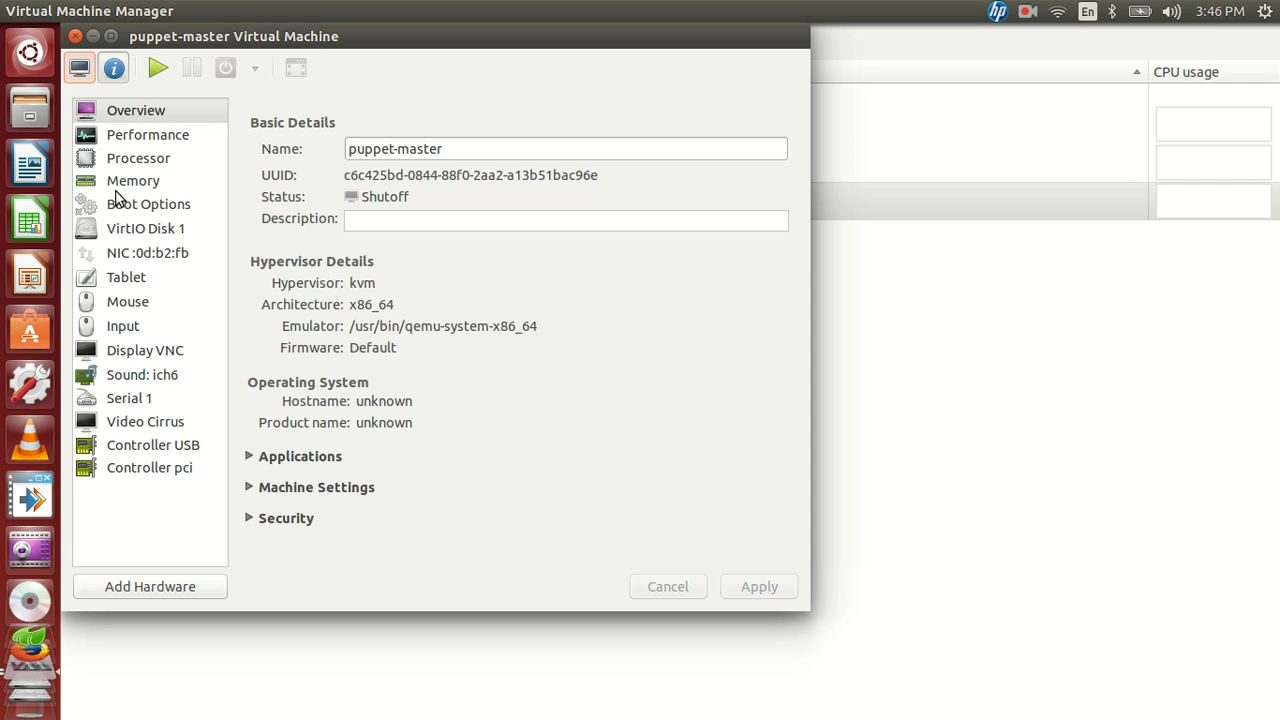 Virtual Machine Manager
hp
En
3:46 PM
puppet-master Virtual Machine
CPU usage
Overview
Performance
Processor
Memory
Boot Options
VirtIO Disk 1
NIC :0d:b2:fb
Tablet
Mouse
Input
Display VNC
Sound: ich6
Serial 1
Video Cirrus
Controller USB
Controller pci
Add Hardware
Basic Details
Name: puppet-master
UUID: c6c425bd-0844-88f0-2aa2-a13b51bac96e
Status: Shutoff
Description:
Hypervisor Details
Hypervisor: kvm
Architecture: x86_64
Emulator: /usr/bin/qemu-system-x86_64
Firmware: Default
Operating System
Hostname: unknown
Product name: unknown
Applications
Machine Settings
Security
Cancel
Apply